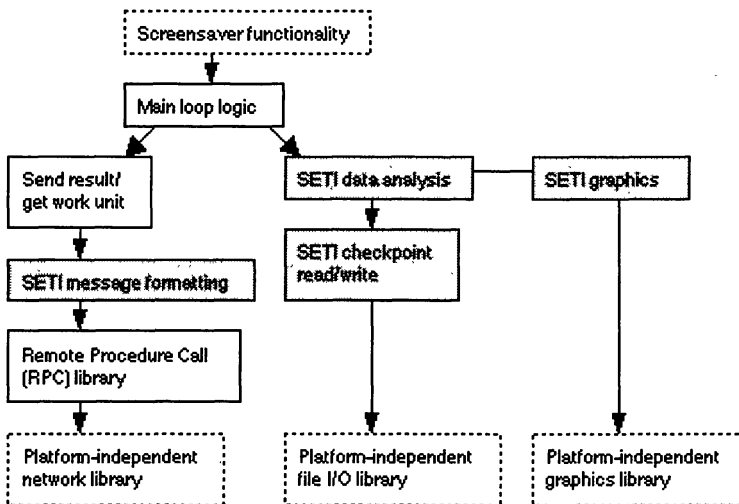 Screensaver functionality
Main loop logic
Send result/
get work unit
SETI data analysis
SETI graphics
SETI message formatting
SETI checkpoint
read/write
Remote Procedure Call
(RPC) library
Platform-independent
network library
Platform-independent
file I/O library
Platform-independent
graphics library